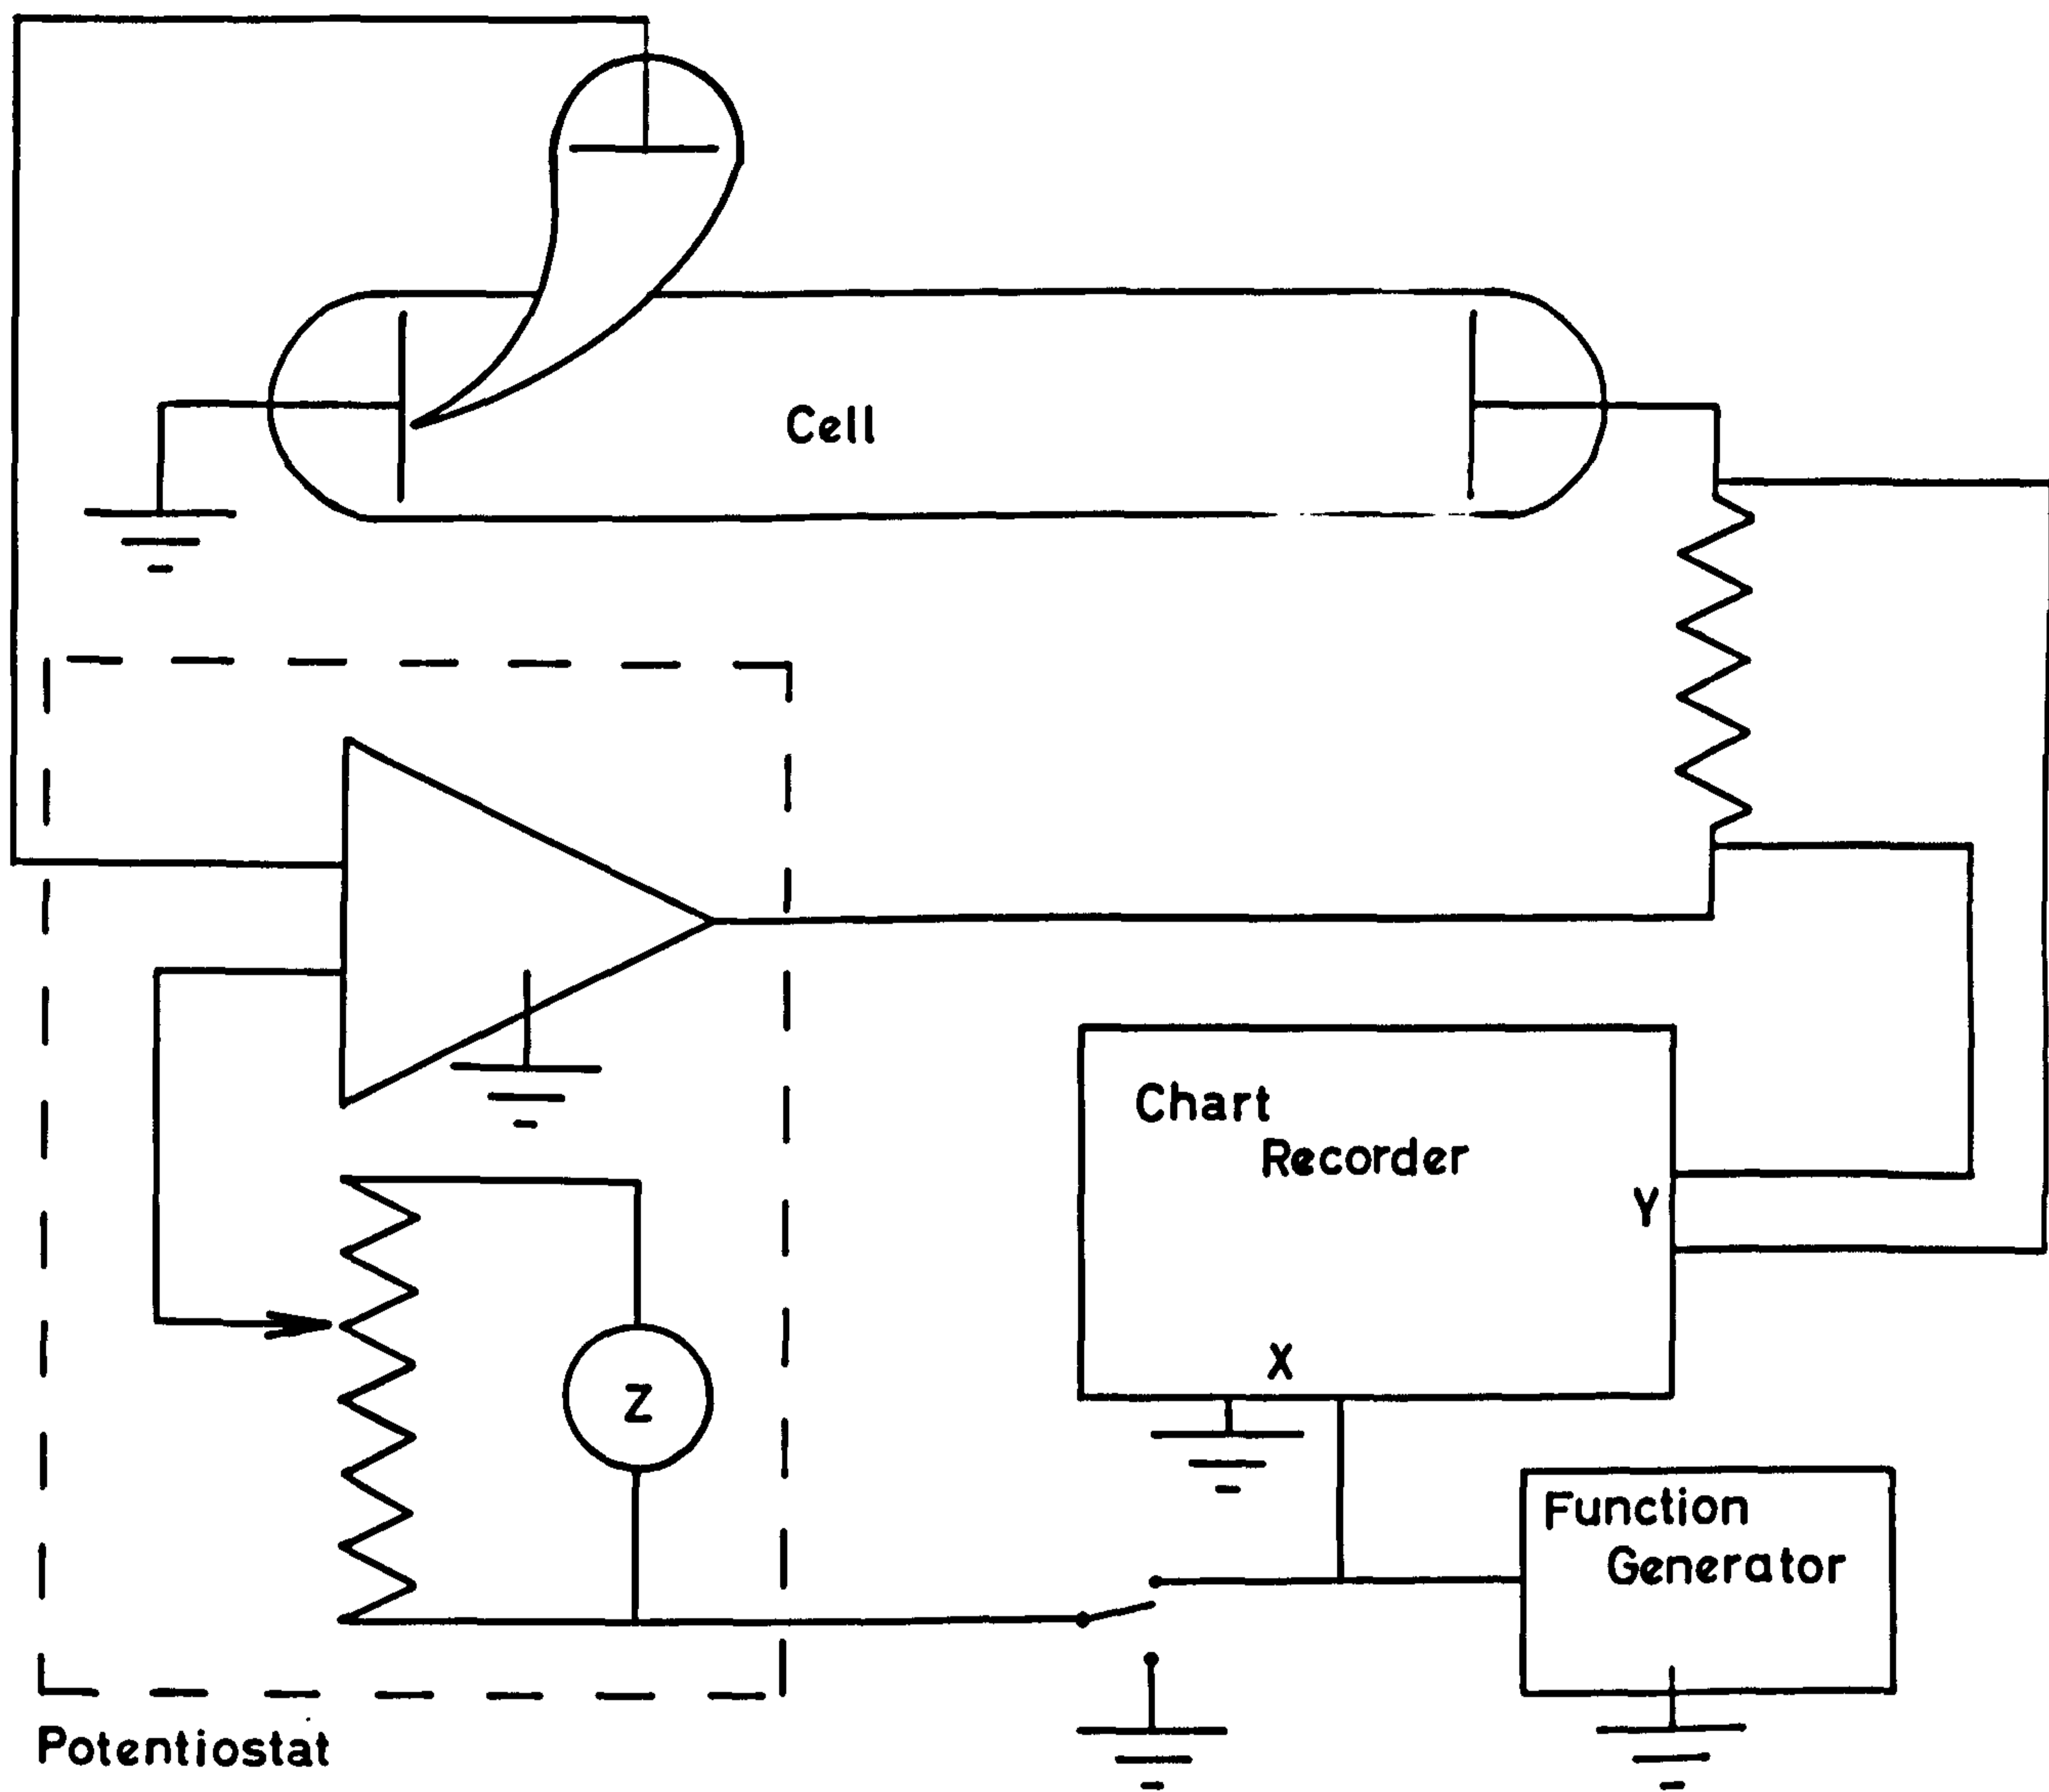 Cell
Chart
Recorder
Y
X
Z
Function
Generator
Potentiostat